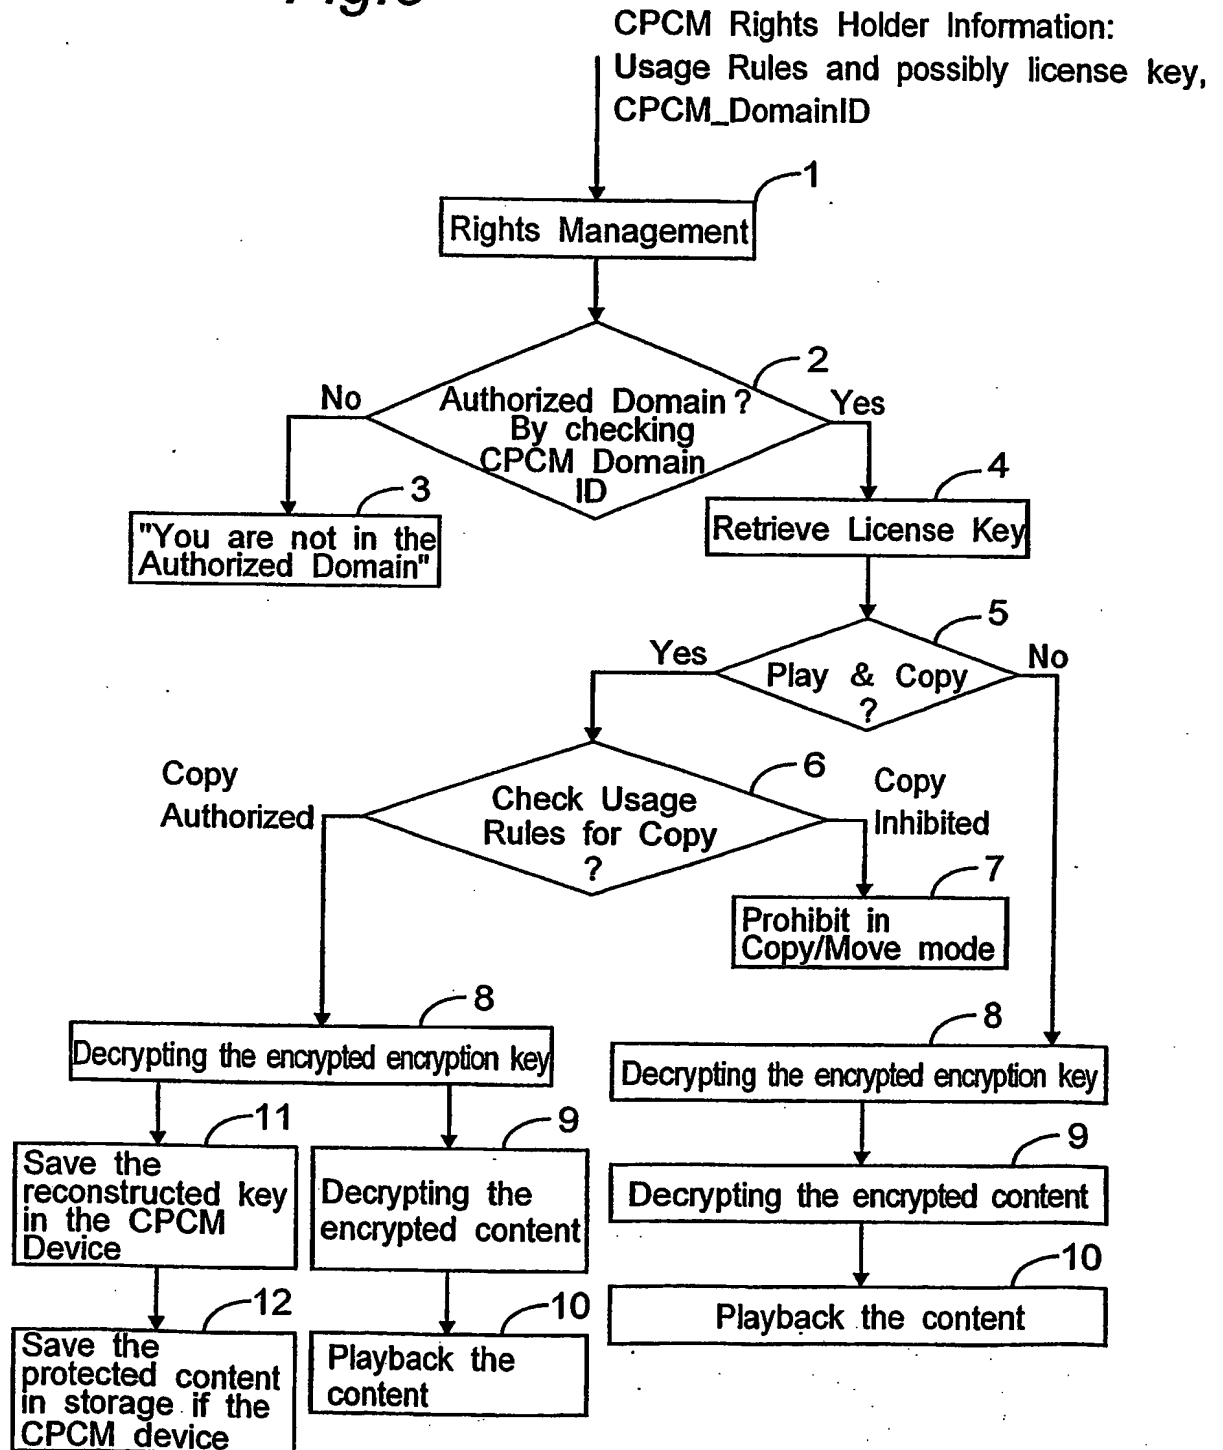 CPCM Rights Holder Information:
Usage Rules and possibly license key,
CPCM_DomainID
1
Rights Management
2
No
Authorized Domain ?
Yes
By checking
CPCM Domain
ID
3
"You are not in the
Authorized Domain"
4
Retrieve License Key
5
Yes
Play & Copy
?
No
6
Copy
Authorized
Check Usage
Rules for Copy
?
Copy
Inhibited
7
Prohibit in
Copy/Move mode
8
Decrypting the encrypted encryption key
8
Decrypting the encrypted encryption key
11
Save the
reconstructed key
in the CPCM
Device
9
Decrypting the
encrypted content
9
Decrypting the encrypted content
12
Save the
protected content
in storage if the
CPCM device
10
Playback the
content
10
Playback the content